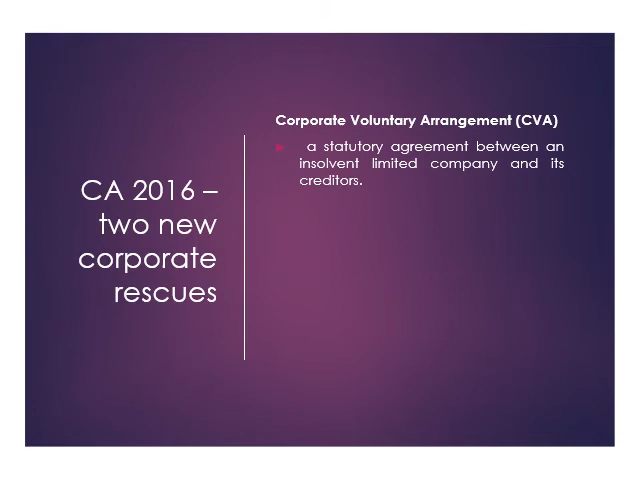 CA 2016 –
two new
corporate
rescues
Corporate Voluntary Arrangement (CVA)
a statutory agreement between an
insolvent limited company and its
creditors.